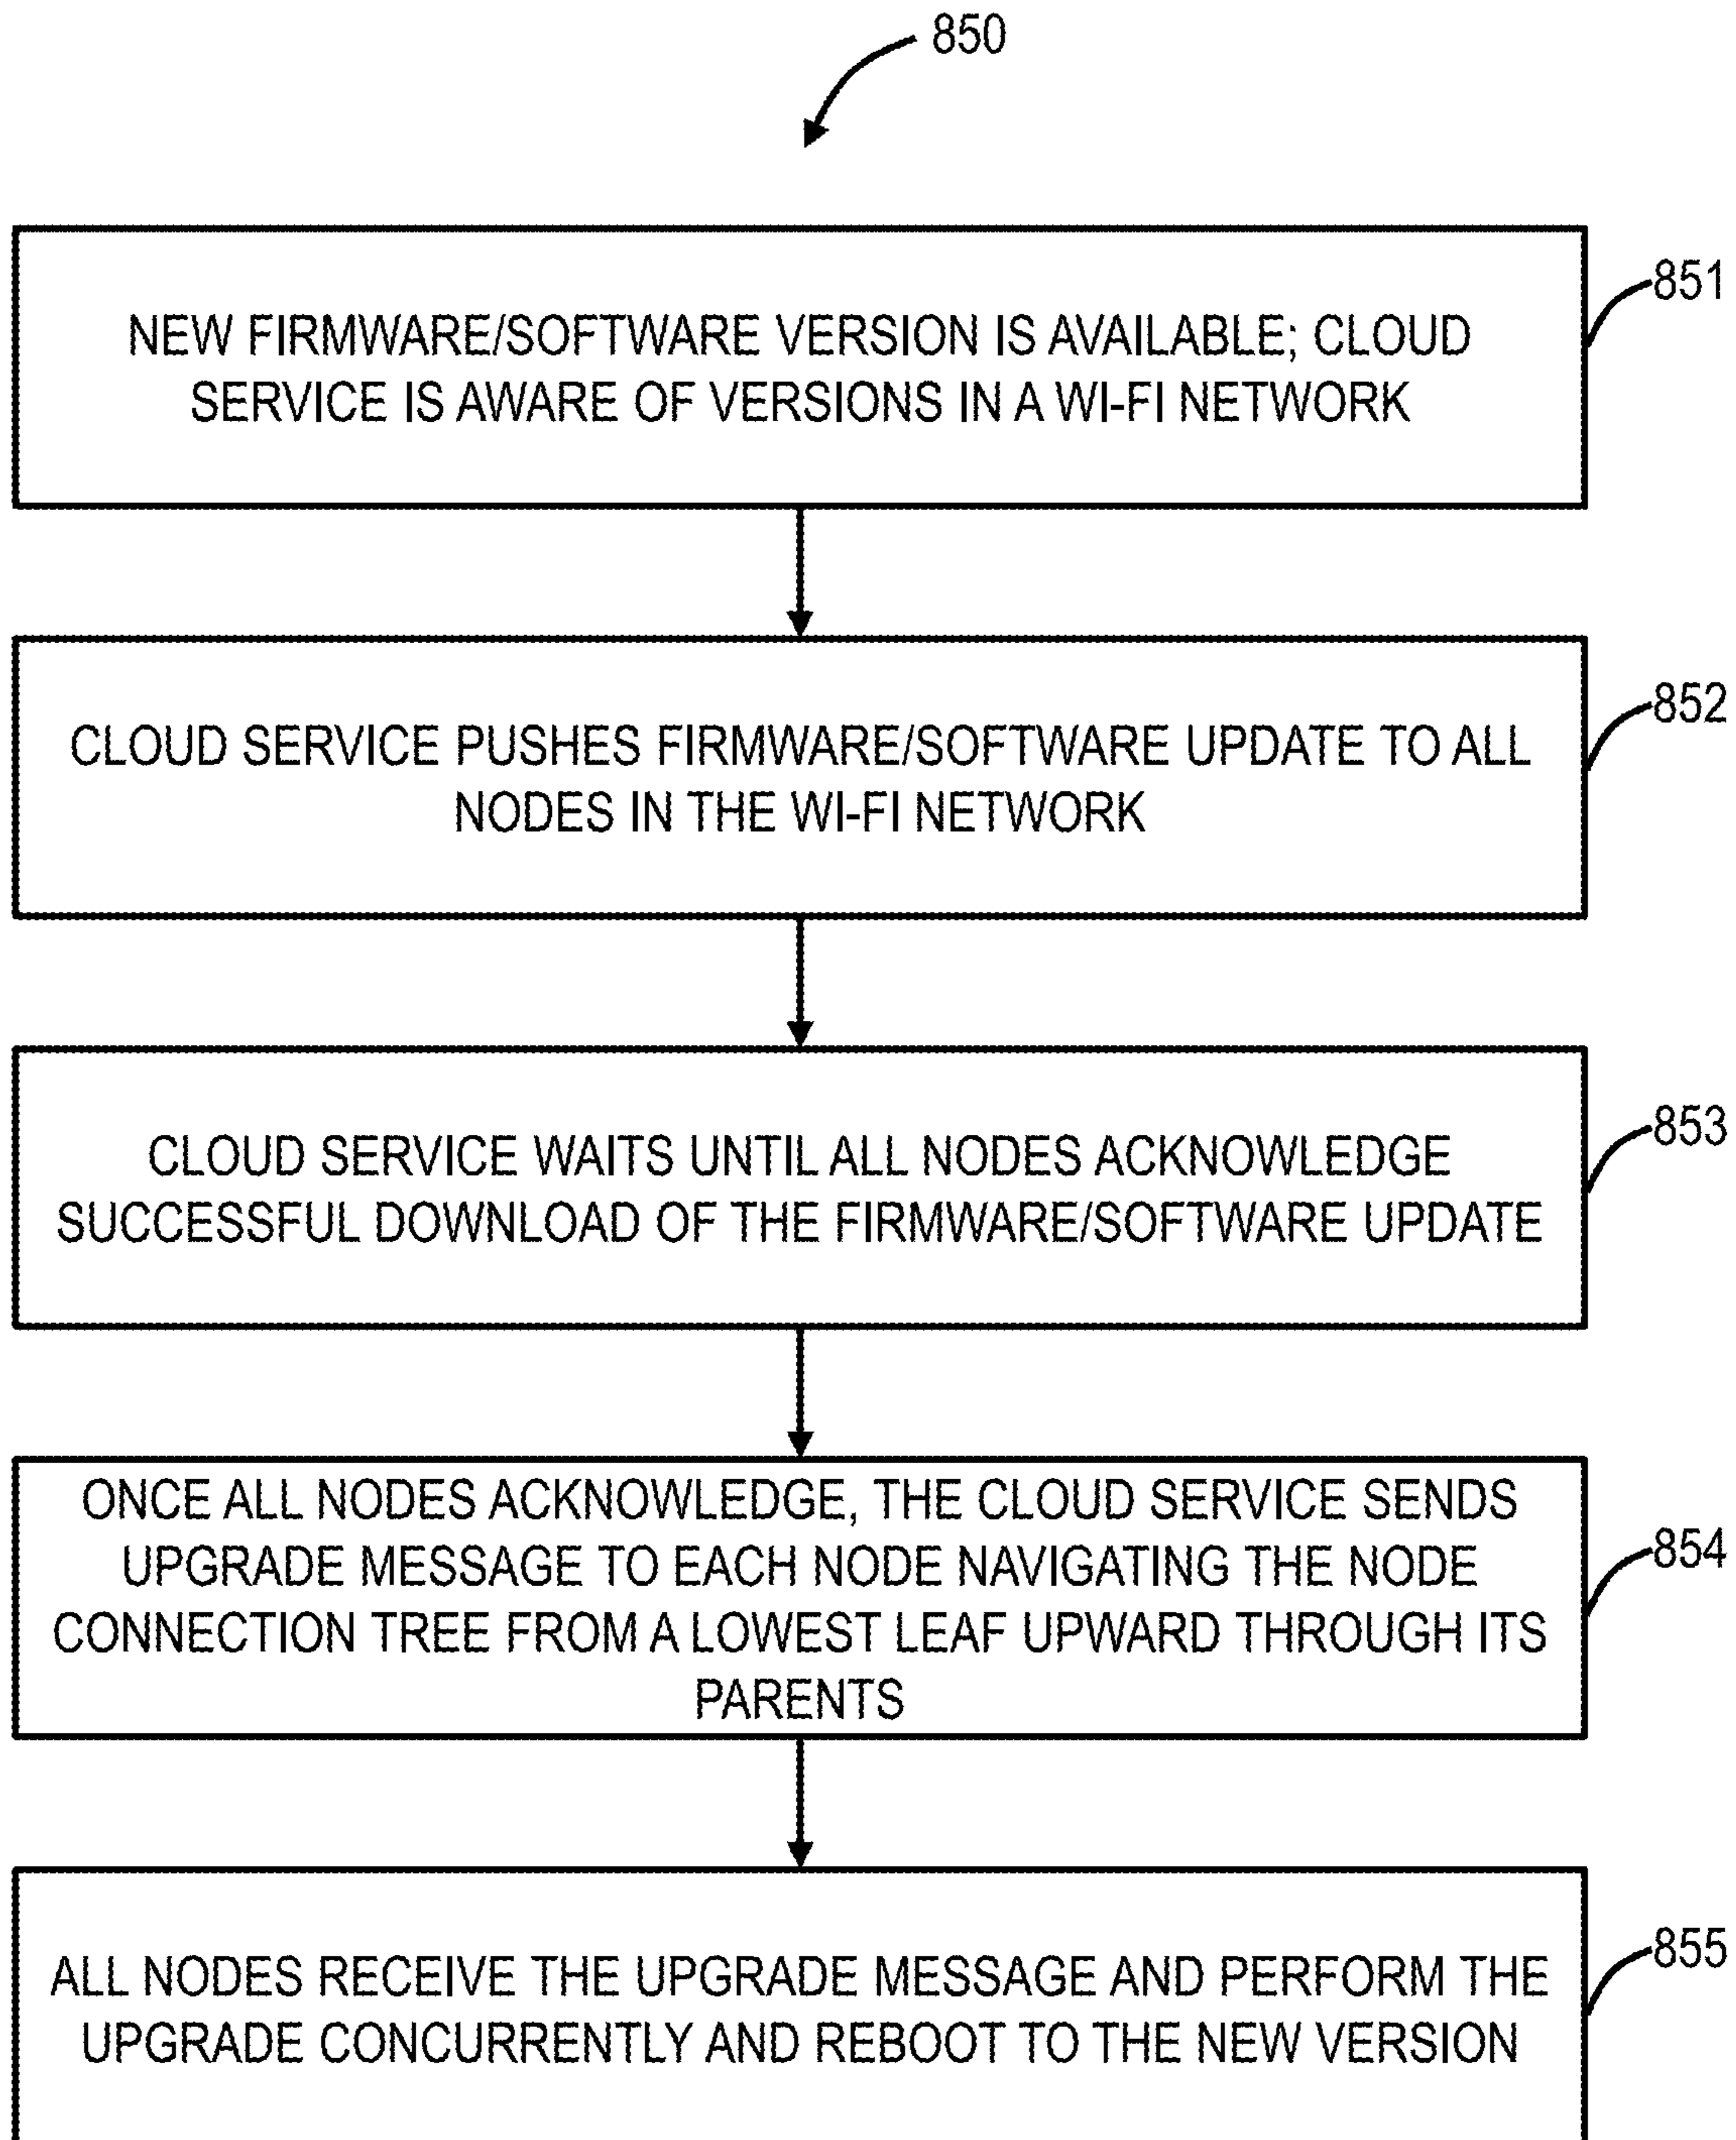 850
NEW FIRMWARE/SOFTWARE VERSION IS AVAILABLE; CLOUD
SERVICE IS AWARE OF VERSIONS IN A WI-FI NETWORK
851
CLOUD SERVICE PUSHES FIRMWARE/SOFTWARE UPDATE TO ALL
NODES IN THE WI-FI NETWORK
852
CLOUD SERVICE WAITS UNTIL ALL NODES ACKNOWLEDGE
SUCCESSFUL DOWNLOAD OF THE FIRMWARE/SOFTWARE UPDATE
853
ONCE ALL NODES ACKNOWLEDGE, THE CLOUD SERVICE SENDS
UPGRADE MESSAGE TO EACH NODE NAVIGATING THE NODE
CONNECTION TREE FROM A LOWEST LEAF UPWARD THROUGH ITS
PARENTS
854
ALL NODES RECEIVE THE UPGRADE MESSAGE AND PERFORM THE
UPGRADE CONCURRENTLY AND REBOOT TO THE NEW VERSION
855